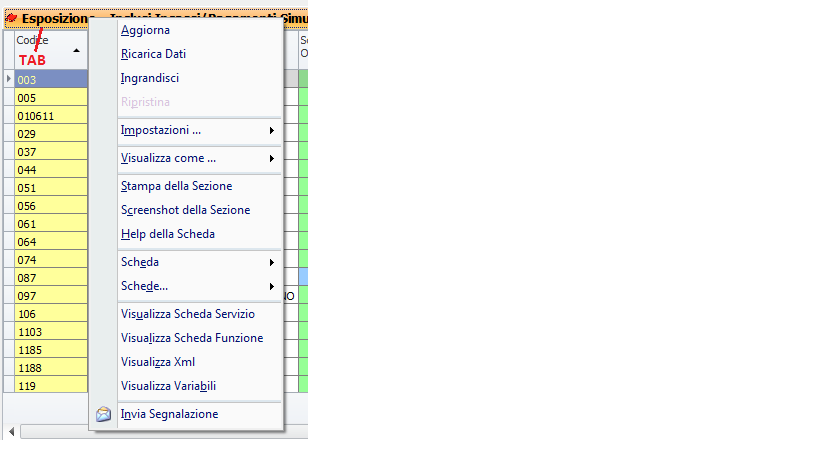 Esposizione - Inclusi Incassi/Pagamenti Simu
Codice
TAB
003
005
010611
029
037
044
051
056
061
064
074
087
097
106
1103
1185
1188
119
Aggiorna
Ricarica Dati
Ingrandisci
Ripristina
Impostazioni ...
Visualizza come ...
Stampa della Sezione
Screenshot della Sezione
Help della Scheda
Scheda
Schede...
Visualizza Scheda Servizio
Visualizza Scheda Funzione
Visualizza Xml
Visualizza Variabili
Invia Segnalazione
S
O
NO